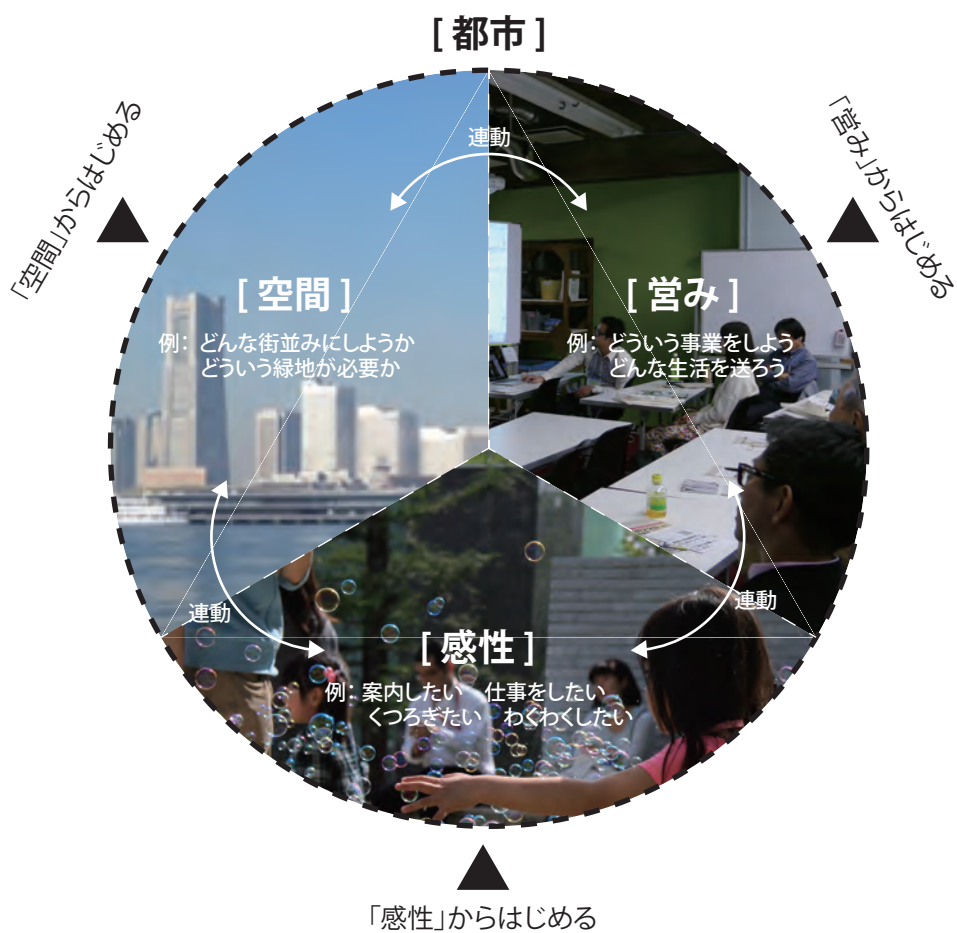 [ 都市 ]
「空間」からはじめる
「営み」からはじめる
連動
[ 空間 ]
例： どんな街並みにしようか
どういう緑地が必要か
[ 営み ]
例： どういう事業をしよう
どんな生活を送ろう
連動
連動
[ 感性 ]
例： 案内したい　仕事をしたい
くつろぎたい　わくわくしたい
「感性」からはじめる